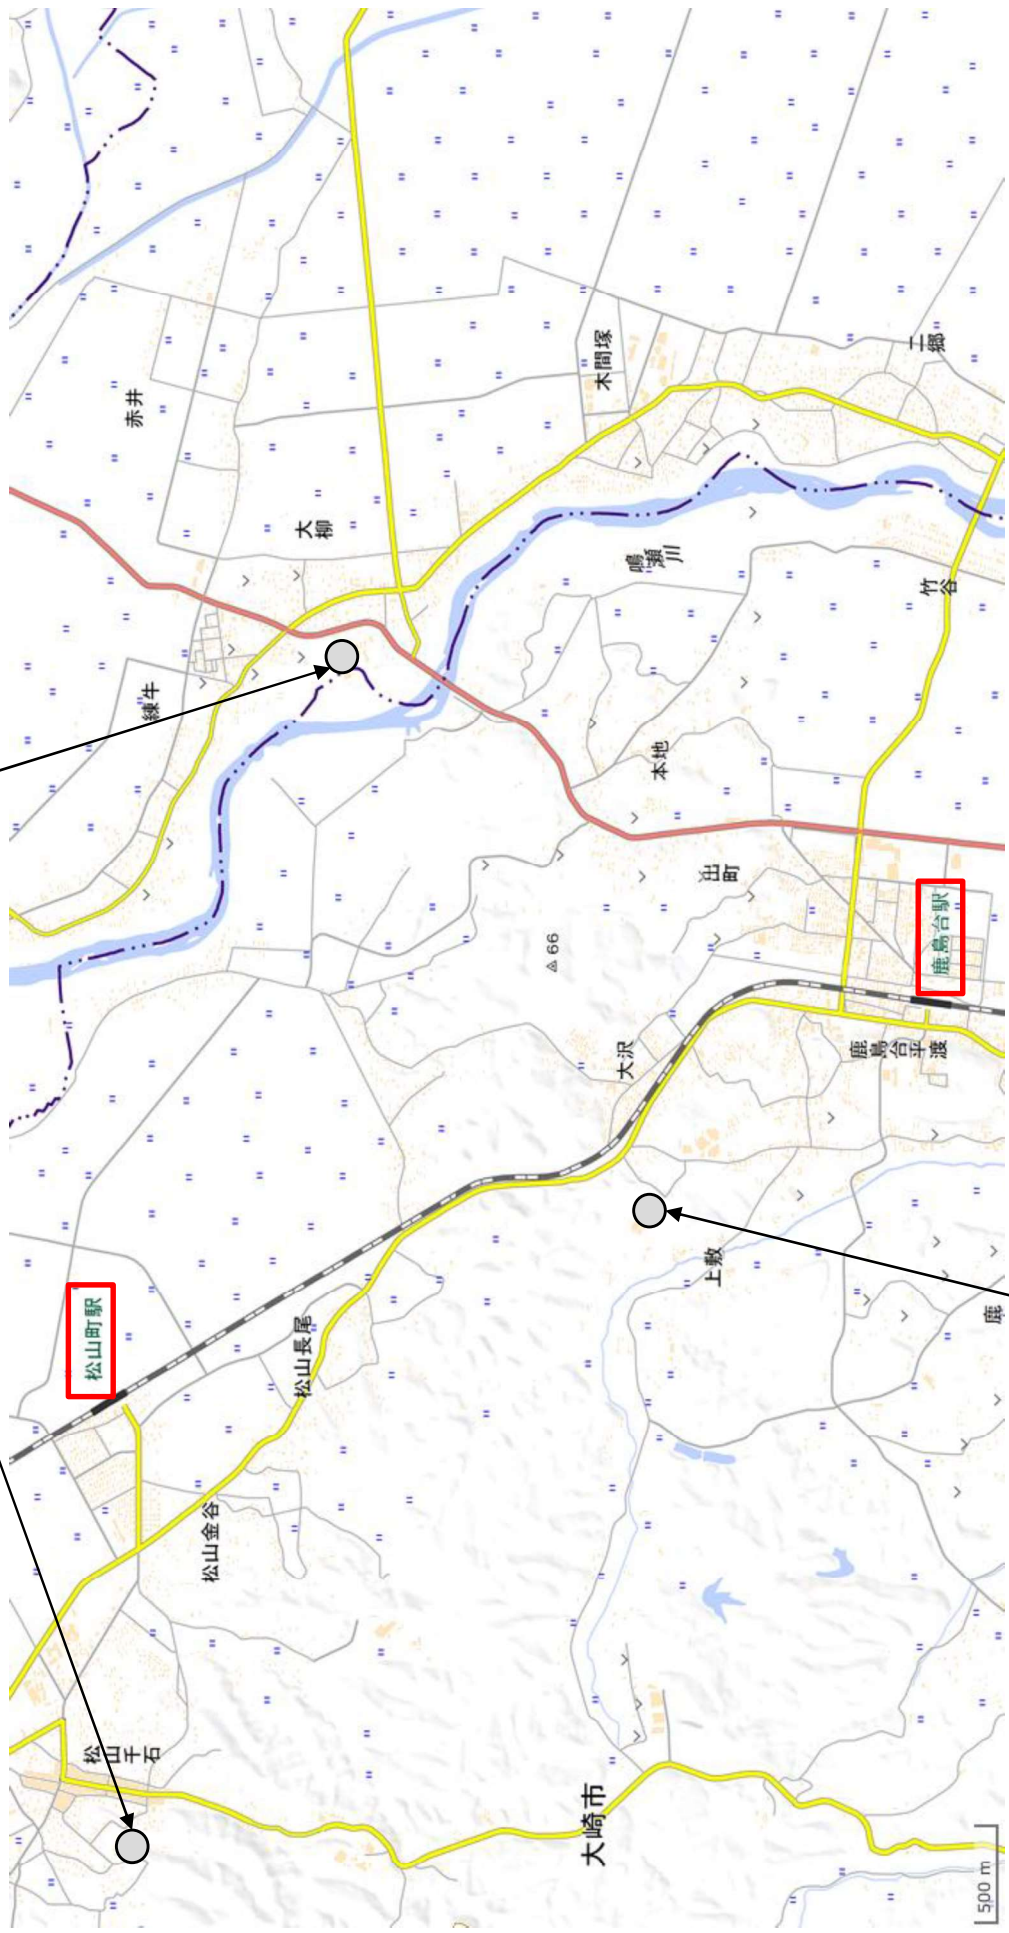 赤井
木間塚
二郷
大柳
鳴瀬川
竹谷
練牛
本地
出町
鹿島台駅
66
大沢
鹿島台平渡
上敷
鹿
松山町駅
松山長尾
松山金谷
松山千石
大崎市
500 m